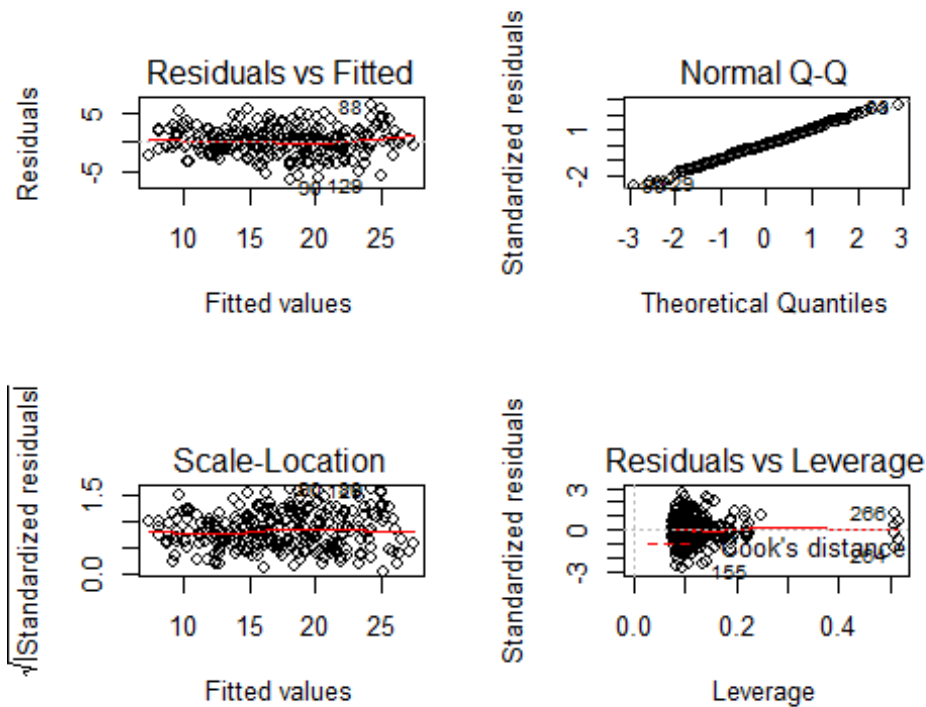 Residuals vs Fitted
Residuals
5
-5
88
90 129
10 15 20 25
Fitted values
Normal Q-Q
Standardized residuals
1
-2
-3 -2 -1 0 1 2 3
Theoretical Quantiles
Scale-Location
√|Standardized residuals|
1.5
0.0
10 15 20 25
Fitted values
Residuals vs Leverage
Standardized residuals
3
0
-3
266
Cook's distance
155
0.0 0.2 0.4
Leverage